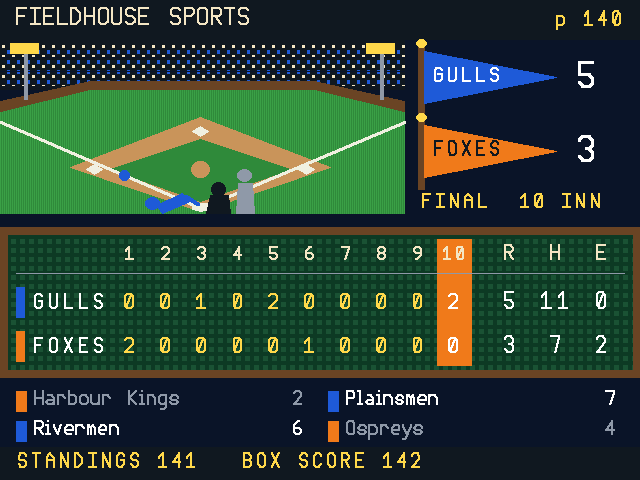 FIELDHOUSE SPORTS p 140
GULLS 5
FOXES 3
FINAL 10 INN
1 2 3 4 5 6 7 8 9 10 R H E
GULLS 0 0 1 0 2 0 0 0 0 2 5 11 0
FOXES 2 0 0 0 0 1 0 0 0 0 3 7 2
Harbour Kings 2 Plainsmen 7
Rivermen 6 Ospreys 4
STANDINGS 141 BOX SCORE 142